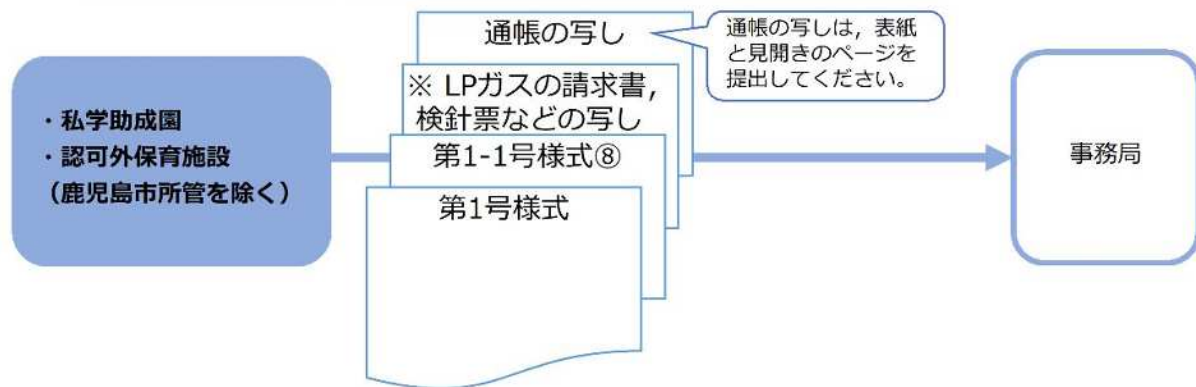 ・私学助成園
・認可外保育施設
（鹿児島市所管を除く）
通帳の写し
※ LPガスの請求書，
検針票などの写し
第1-1号様式⑧
第1号様式
通帳の写しは，表紙
と見開きのページを
提出してください。
事務局